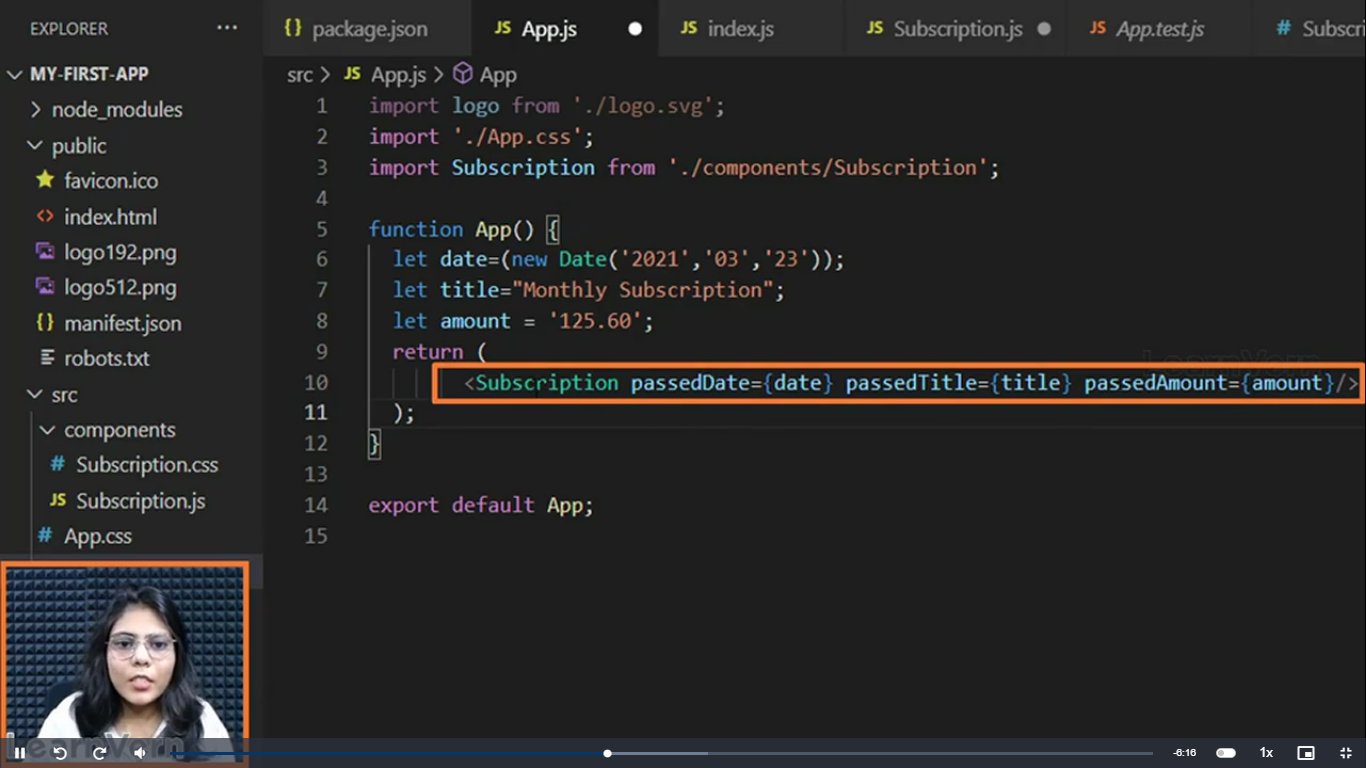 EXPLORER ...
{} package.json
JS App.js
JS index.js
JS Subscription.js
JS App.test.js
# Subscri
MY-FIRST-APP
src > JS App.js > App
node_modules
public
favicon.ico
<> index.html
logo192.png
logo512.png
{} manifest.json
robots.txt
src
components
# Subscription.css
JS Subscription.js
# App.css
1 import logo from './logo.svg';
2 import './App.css';
3 import Subscription from './components/Subscription';
4
5 function App() {
6 let date=(new Date('2021','03','23'));
7 let title="Monthly Subscription";
8 let amount = '125.60';
9 return (
10 <Subscription passedDate={date} passedTitle={title} passedAmount={amount}/>
11 );
12 }
13
14 export default App;
15
LearnVern
LearnVern
-6:16 1x